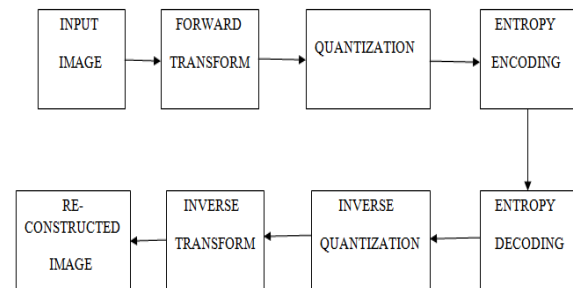 INPUT
IMAGE
FORWARD
TRANSFORM
QUANTIZATION
ENTROPY
ENCODING
RE-
CONSTRUCTED
IMAGE
INVERSE
TRANSFORM
INVERSE
QUANTIZATION
ENTROPY
DECODING